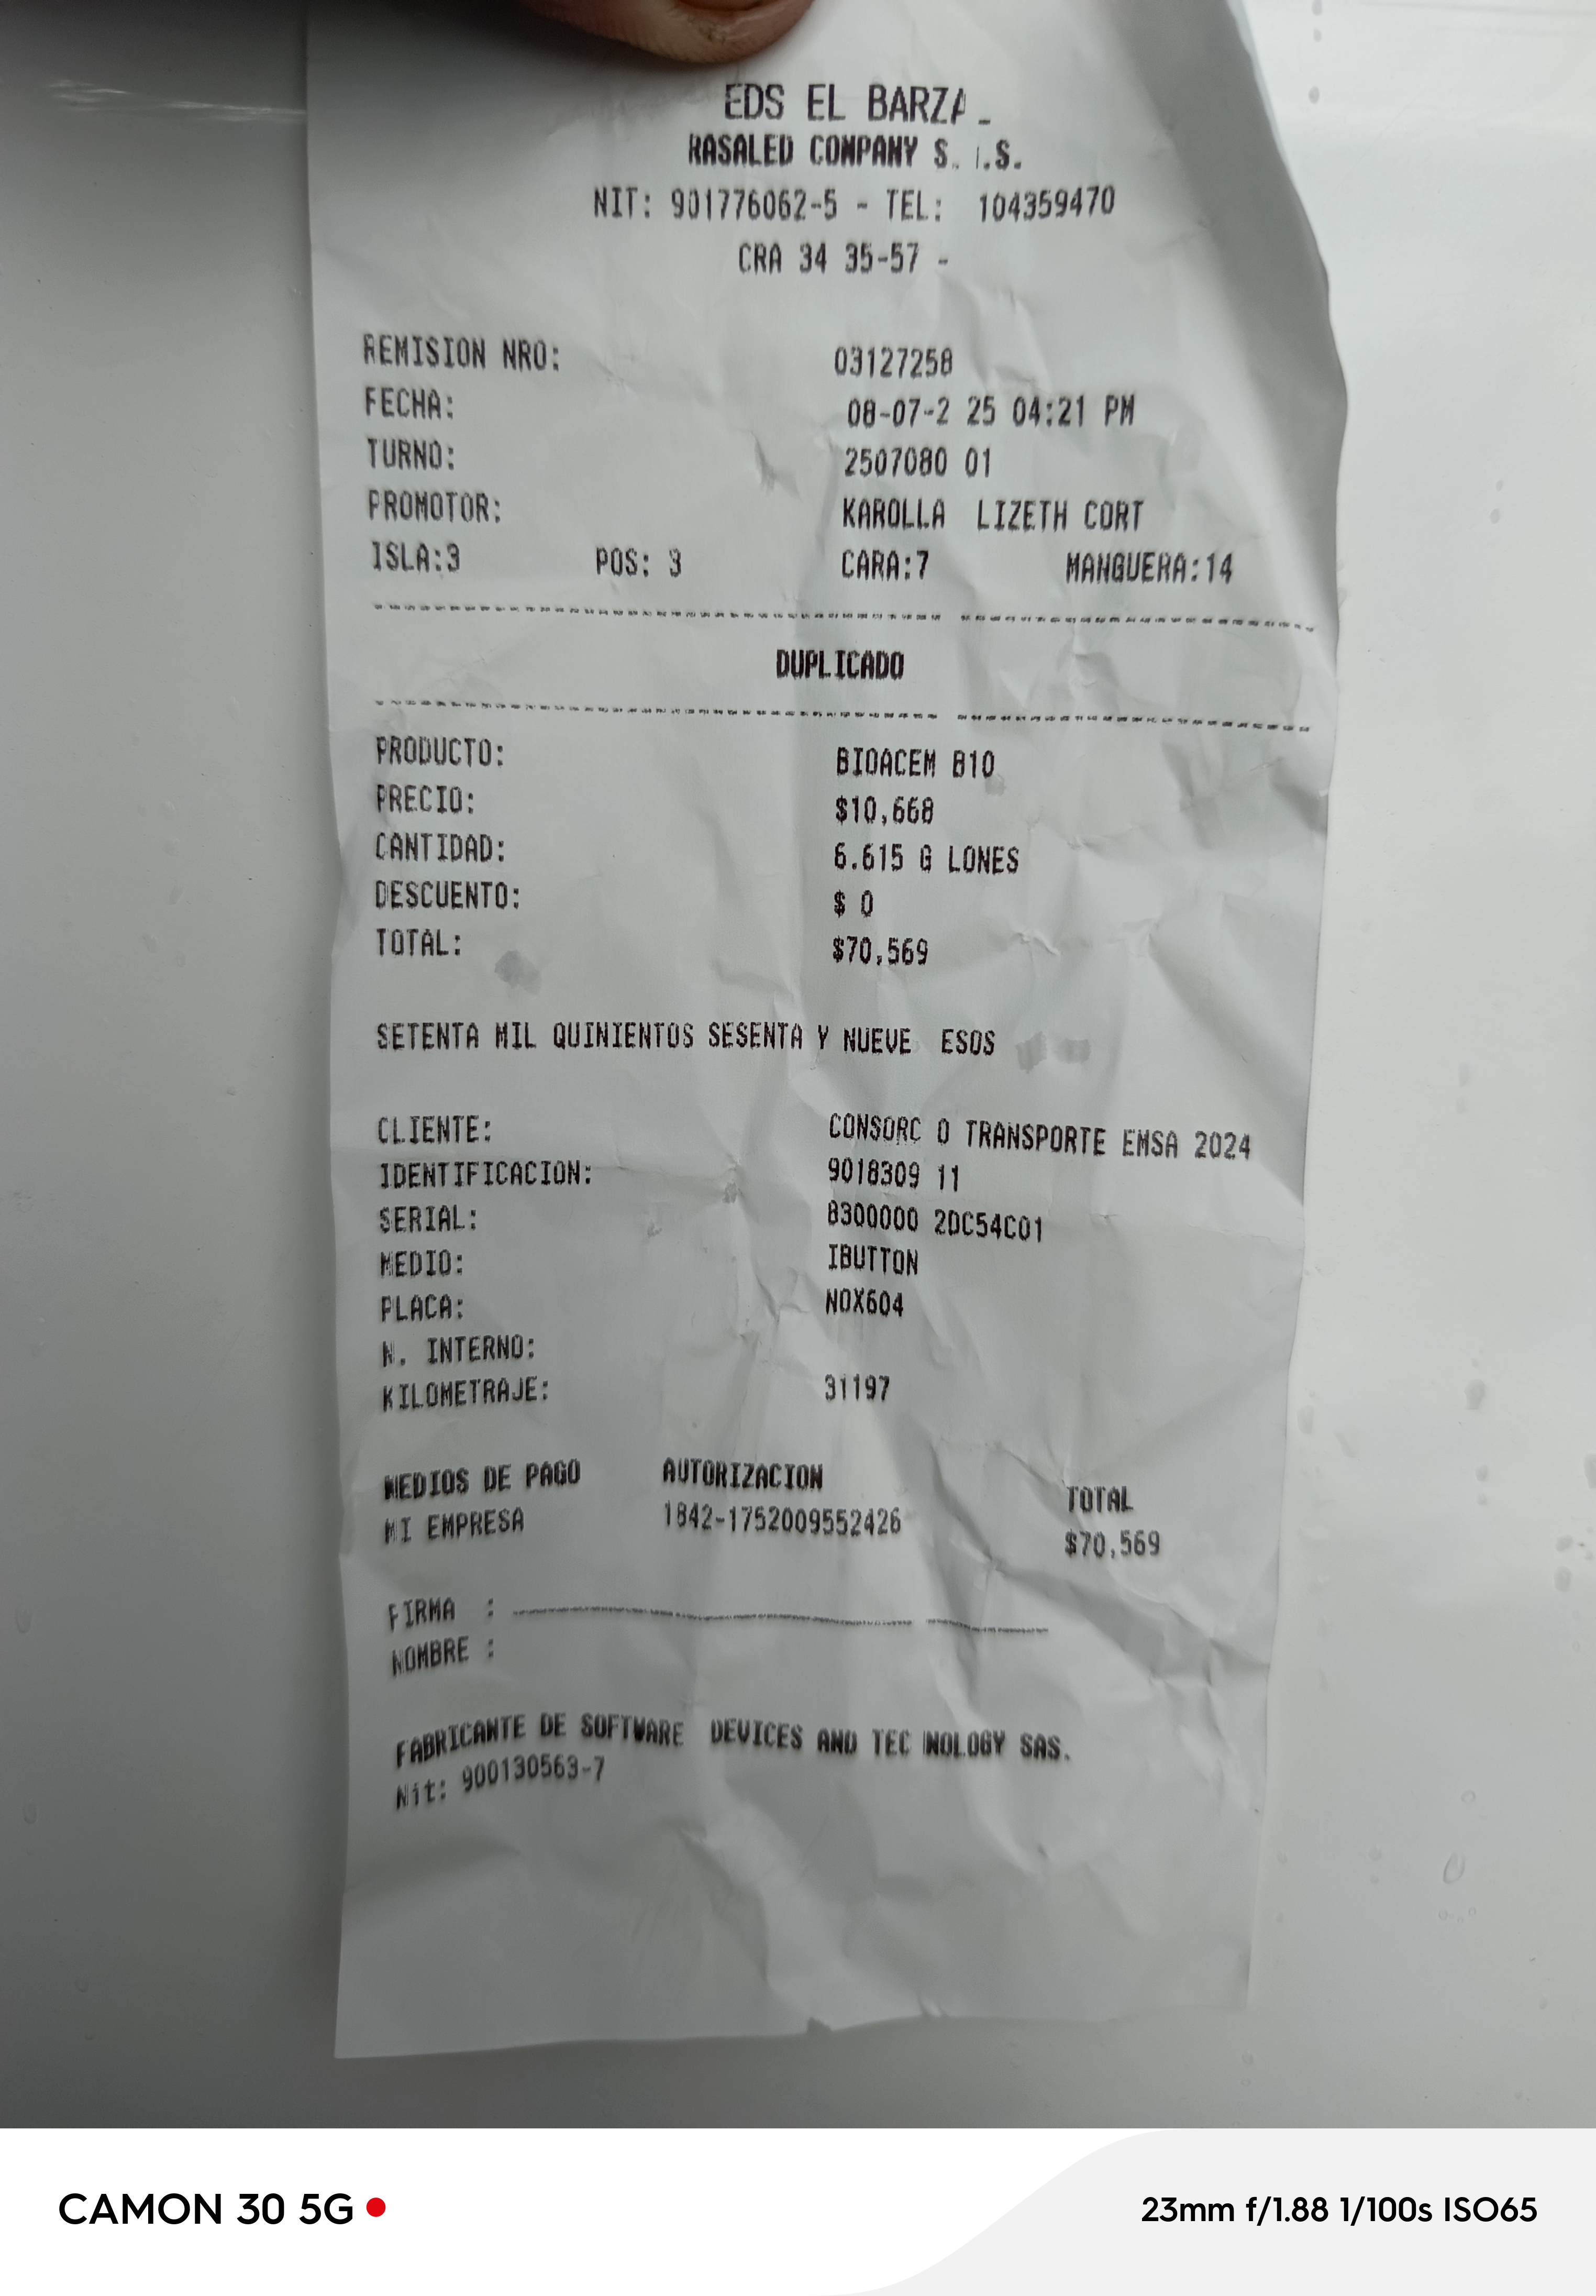 EDS EL
RASALED COMPANY
NIT: 901776062-5 - TEL: 104359470
CRA 34 35-57 -
REMISION NRO: 03127258
FECHA: 08-07-2 25 04:21 PM
TURNO: 2507080 01
PROMOTOR: KAROLLA LIZETH CORT
ISLA:3 POS: 3 CARA:7 MANGUERA:14
DUPLICADO
PRODUCTO: BIOACEM B10
PRECIO: $10,668
CANTIDAD: 6.615 G LONES
DESCUENTO: $ 0
TOTAL: $70,569
SETENTA MIL QUINIENTOS SESENTA Y NUEVE ESOS
CLIENTE: CONSORC O TRANSPORTE EMSA 2024
IDENTIFICACION: 9018309 11
SERIAL: 8300000 2DC54C01
MEDIO: IBUTTON
PLACA: NOX604
N. INTERNO:
KILOMETRAJE: 31197
MEDIOS DE PAGO AUTORIZACION TOTAL
MI EMPRESA 1842-1752009552426 $70,569
FIRMA :
NOMBRE :
FABRICANTE DE SOFTWARE DEVICES AND TEC NOLOGY SAS.
Nit: 900130563-7
CAMON 30 5G
23mm f/1.88 1/100s ISO65